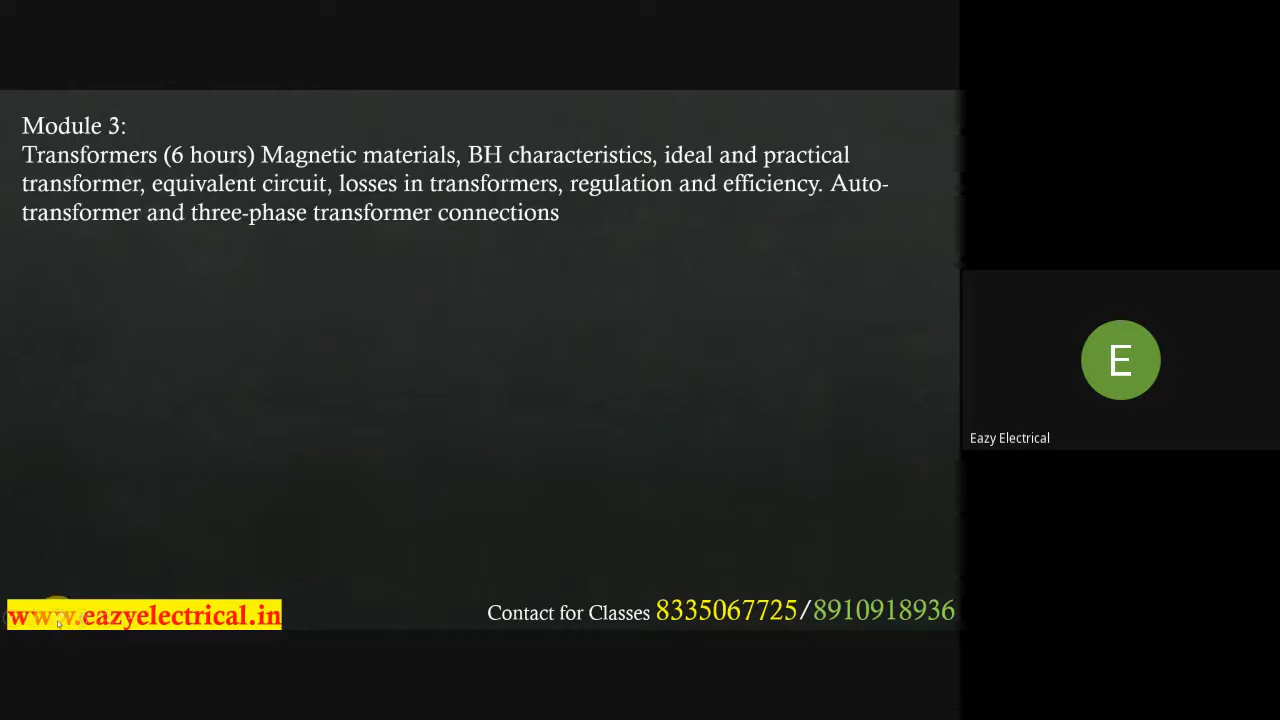 Module 3:
Transformers (6 hours) Magnetic materials, BH characteristics, ideal and practical
transformer, equivalent circuit, losses in transformers, regulation and efficiency. Auto-
transformer and three-phase transformer connections
E
Eazy Electrical
www.eazyelectrical.in
Contact for Classes 8335067725/8910918936